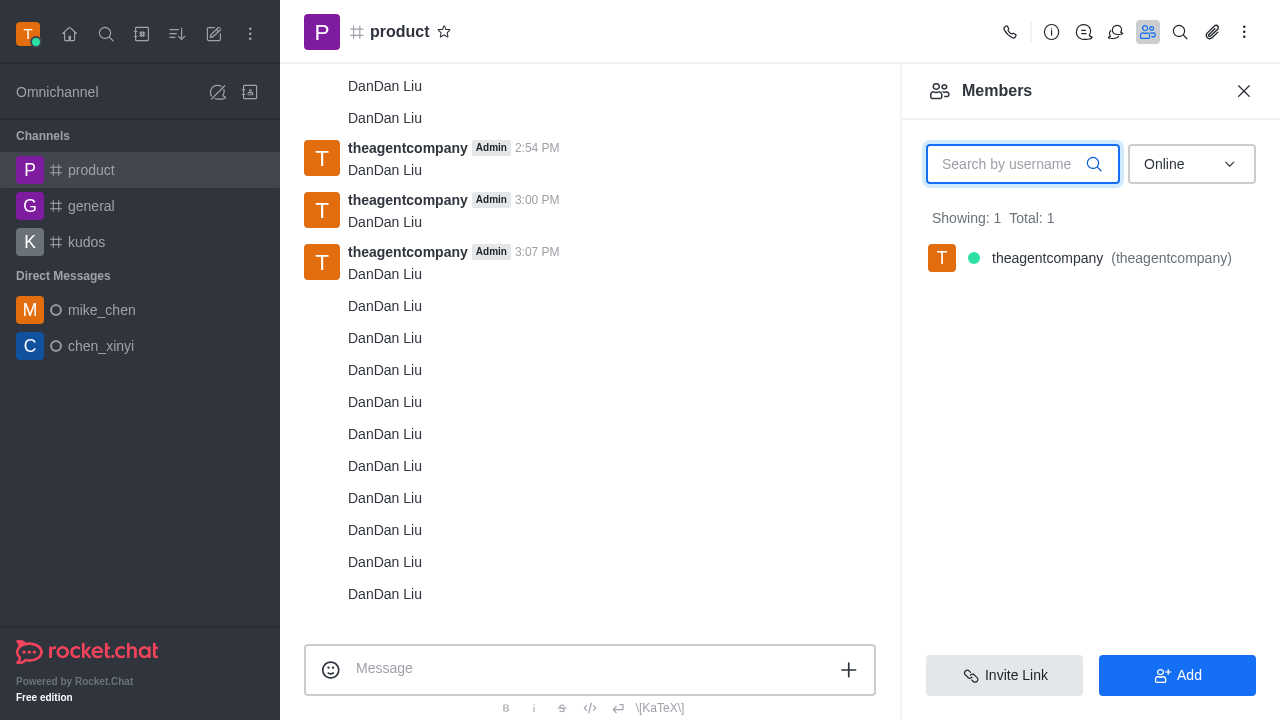 T
Omnichannel
Channels
P product
G general
K kudos
Direct Messages
M mike_chen
C chen_xinyi
rocket.chat
Powered by Rocket.Chat
Free edition
P product
DanDan Liu
DanDan Liu
T theagentcompany Admin 2:54 PM
DanDan Liu
T theagentcompany Admin 3:00 PM
DanDan Liu
T theagentcompany Admin 3:07 PM
DanDan Liu
DanDan Liu
DanDan Liu
DanDan Liu
DanDan Liu
DanDan Liu
DanDan Liu
DanDan Liu
DanDan Liu
DanDan Liu
DanDan Liu
Message
B i S \[KaTeX\]
Members
Search by username
Online
Showing: 1 Total: 1
T theagentcompany (theagentcompany)
Invite Link
Add